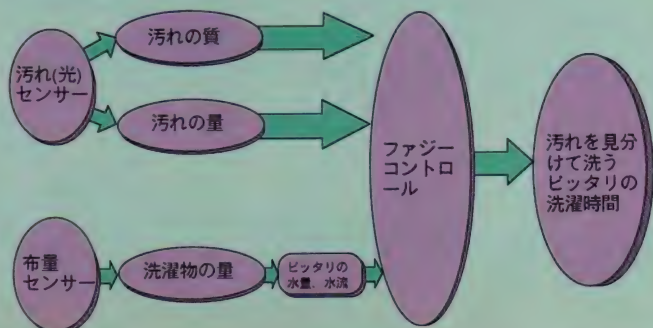 汚れ(光)
センサー
汚れの質
汚れの量
布量
センサー
洗濯物の量
ピッタリの
水量、水流
ファジー
コントロ
ール
汚れを見分
けて洗う
ピッタリの
洗濯時間